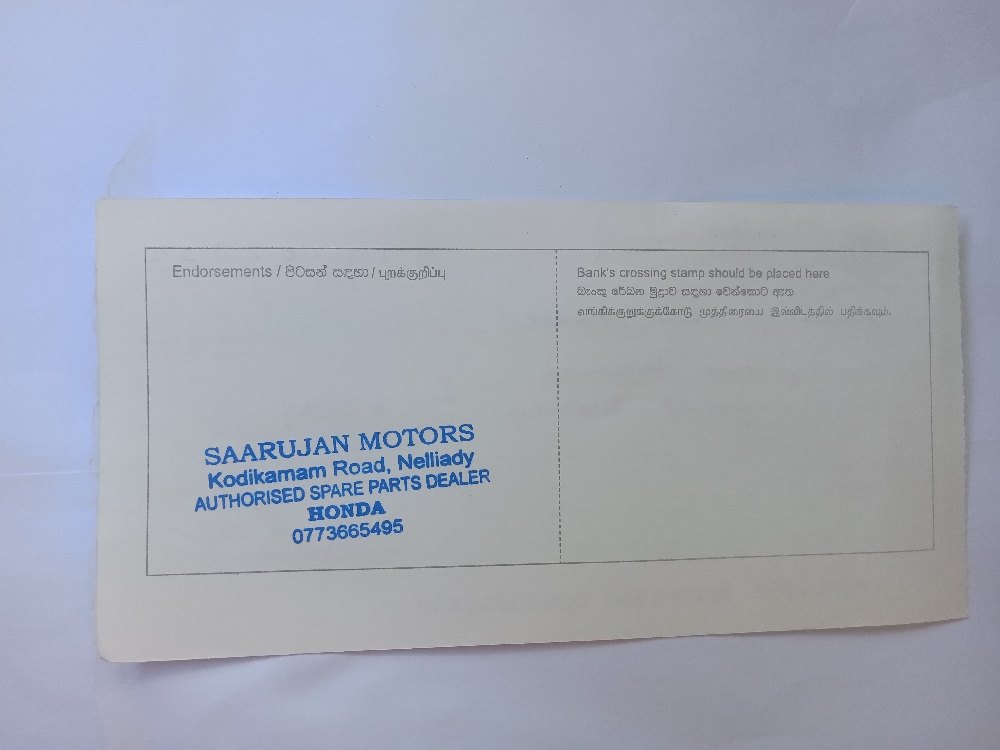 Endorsements / පිටසන් සඳහා / புறக்குறிப்பு
SAARUJAN MOTORS
Kodikamam Road, Nelliady
AUTHORISED SPARE PARTS DEALER
HONDA
0773665495
Bank's crossing stamp should be placed here
බැංකු රේඛන මුද්‍රාව සඳහා වෙන්කොට ඇත
வங்கிக்குறுக்குக்கோடு முத்திரையை இவ்விடத்தில் பதிக்கவும்.